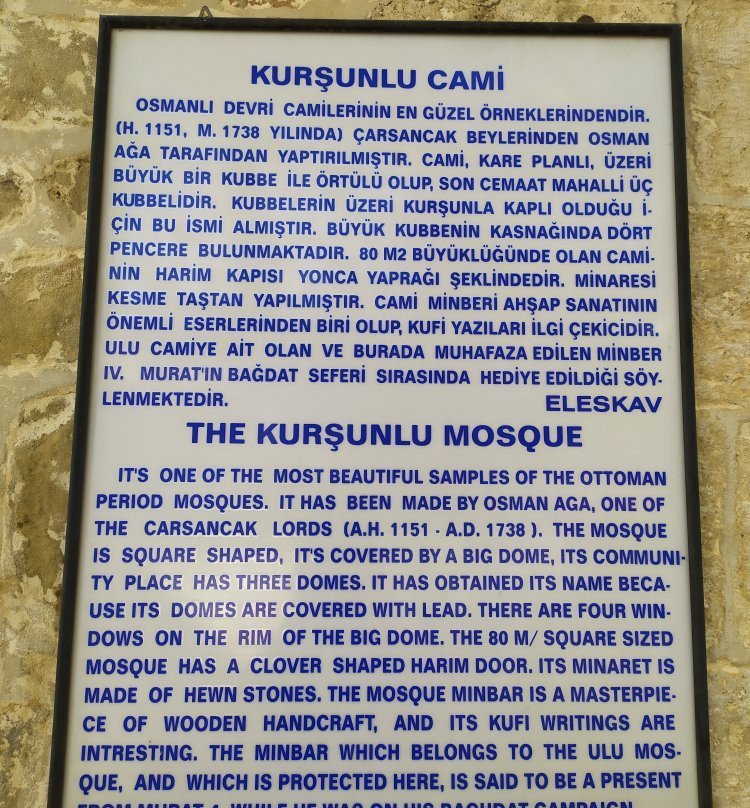 KURŞUNLU CAMİ
OSMANLI DEVRİ CAMİLERİNİN EN GÜZEL ÖRNEKLERİNDENDİR.
(H. 1151, M. 1738 YILINDA) ÇARSANCAK BEYLERİNDEN OSMAN
AĞA TARAFINDAN YAPTIRILMIŞTIR. CAMİ, KARE PLANLI, ÜZERİ
BÜYÜK BİR KUBBE İLE ÖRTÜLÜ OLUP, SON CEMAAT MAHALLİ ÜÇ
KUBBELİDİR. KUBBELERİN ÜZERİ KURŞUNLA KAPLI OLDUĞU İ-
ÇİN BU İSMİ ALMIŞTIR. BÜYÜK KUBBENİN KASNAĞINDA DÖRT
PENCERE BULUNMAKTADIR. 80 M2 BÜYÜKLÜĞÜNDE OLAN CAMİ-
NİN HARİM KAPISI YONCA YAPRAĞI ŞEKLİNDEDİR. MİNARESİ
KESME TAŞTAN YAPILMIŞTIR. CAMİ MİNBERİ AHŞAP SANATININ
ÖNEMLİ ESERLERİNDEN BİRİ OLUP, KUFİ YAZILARI İLGİ ÇEKİCİDİR.
ULU CAMİYE AİT OLAN VE BURADA MUHAFAZA EDİLEN MİNBER
IV. MURAT'IN BAĞDAT SEFERİ SIRASINDA HEDİYE EDİLDİĞİ SÖY-
LENMEKTEDİR. ELESKAV
THE KURŞUNLU MOSQUE
IT'S ONE OF THE MOST BEAUTIFUL SAMPLES OF THE OTTOMAN
PERIOD MOSQUES. IT HAS BEEN MADE BY OSMAN AGA, ONE OF
THE CARSANCAK LORDS (A.H. 1151 - A.D. 1738 ). THE MOSQUE
IS SQUARE SHAPED, IT'S COVERED BY A BIG DOME, ITS COMMUNI-
TY PLACE HAS THREE DOMES. IT HAS OBTAINED ITS NAME BECA-
USE ITS DOMES ARE COVERED WITH LEAD. THERE ARE FOUR WIN-
DOWS ON THE RIM OF THE BIG DOME. THE 80 M/ SQUARE SIZED
MOSQUE HAS A CLOVER SHAPED HARIM DOOR. ITS MINARET IS
MADE OF HEWN STONES. THE MOSQUE MINBAR IS A MASTERPIE-
CE OF WOODEN HANDCRAFT, AND ITS KUFI WRITINGS ARE
INTRESTING. THE MINBAR WHICH BELONGS TO THE ULU MOS-
QUE, AND WHICH IS PROTECTED HERE, IS SAID TO BE A PRESENT
FROM MURAT 4 WHILE HE WAS ON HIS BAGHDAT CAMPAIGN